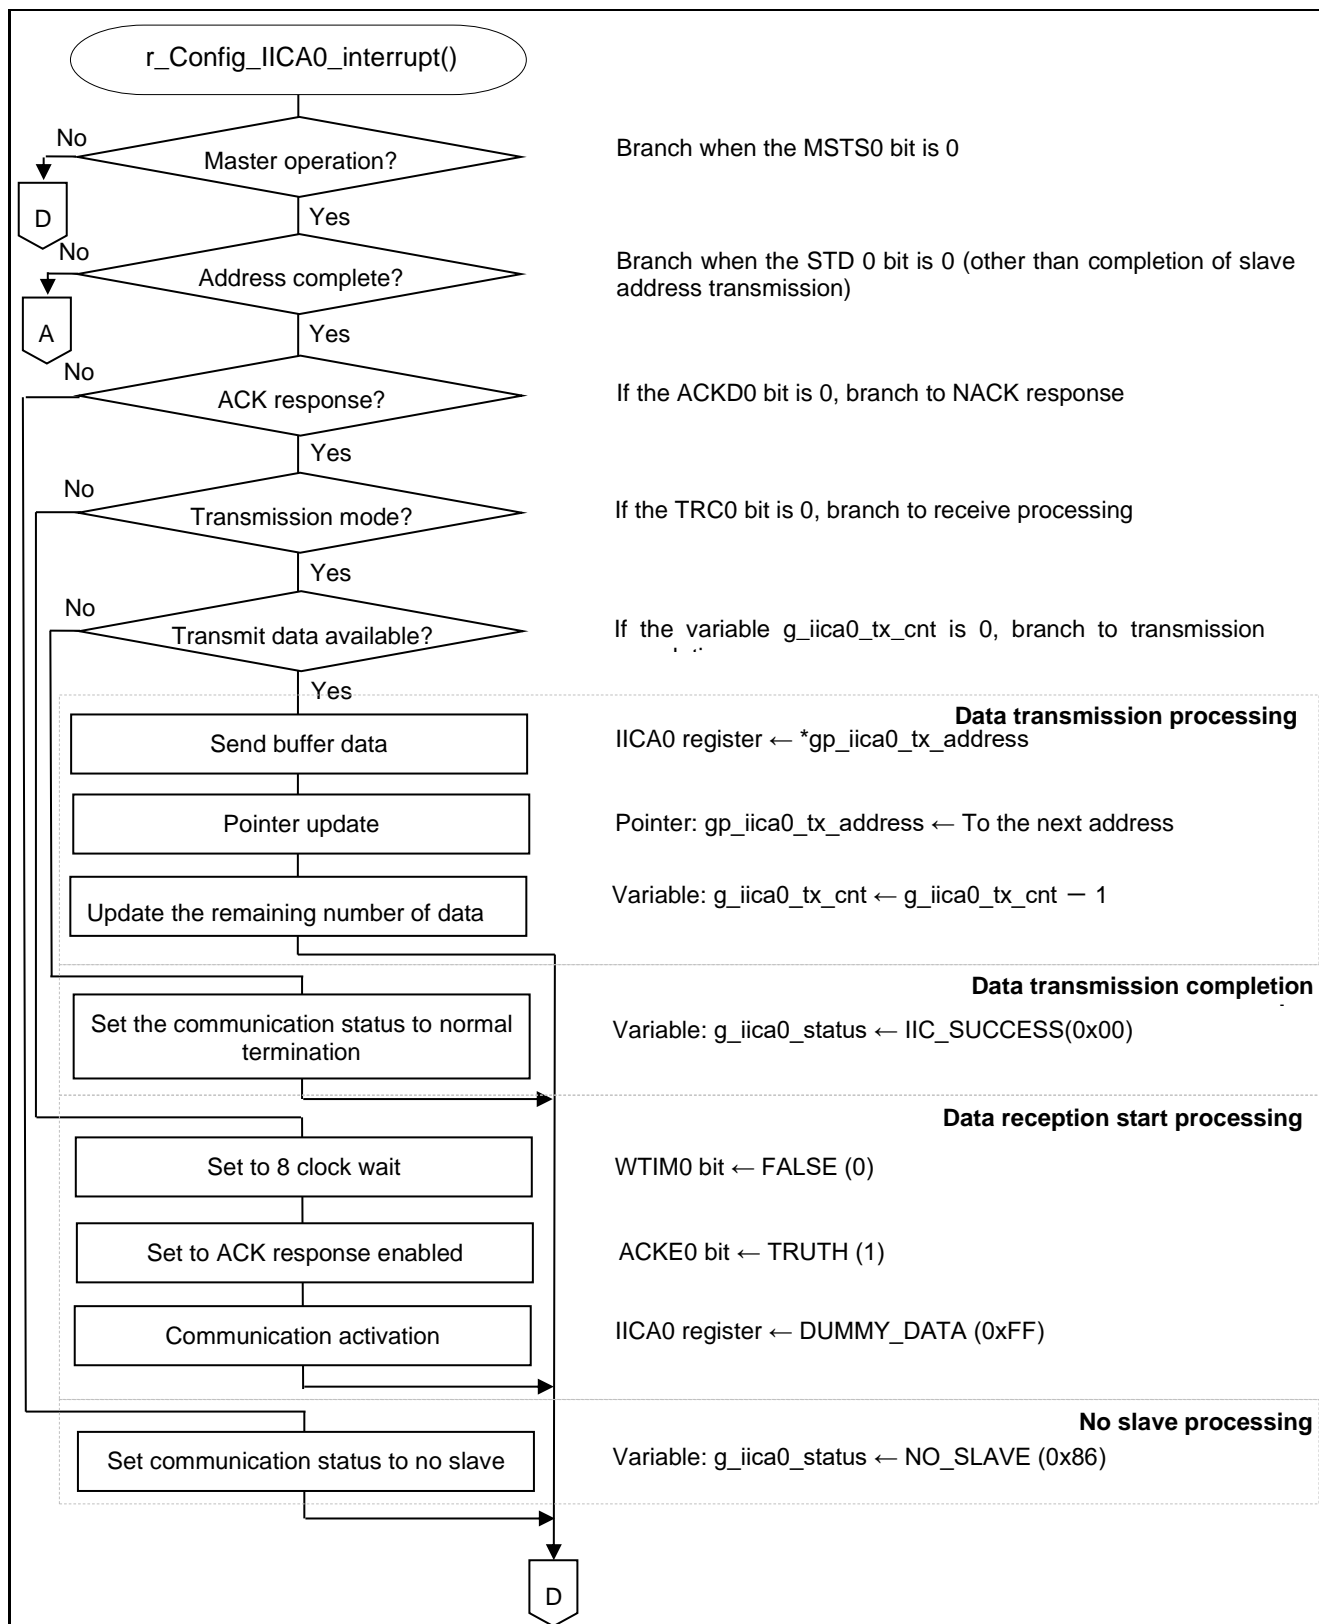 r_Config_IICA0_interrupt()
No
Master operation?
Branch when the MSTS0 bit is 0
D
Yes
No
Address complete?
Branch when the STD 0 bit is 0 (other than completion of slave
address transmission)
A
Yes
No
ACK response?
If the ACKD0 bit is 0, branch to NACK response
Yes
No
Transmission mode?
If the TRC0 bit is 0, branch to receive processing
Yes
No
Transmit data available?
If the variable g_iica0_tx_cnt is 0, branch to transmission
Yes
Data transmission processing
Send buffer data
IICA0 register ← *gp_iica0_tx_address
Pointer update
Pointer: gp_iica0_tx_address ← To the next address
Update the remaining number of data
Variable: g_iica0_tx_cnt ← g_iica0_tx_cnt － 1
Data transmission completion
Set the communication status to normal
termination
Variable: g_iica0_status ← IIC_SUCCESS(0x00)
Data reception start processing
Set to 8 clock wait
WTIM0 bit ← FALSE (0)
Set to ACK response enabled
ACKE0 bit ← TRUTH (1)
Communication activation
IICA0 register ← DUMMY_DATA (0xFF)
No slave processing
Set communication status to no slave
Variable: g_iica0_status ← NO_SLAVE (0x86)
D